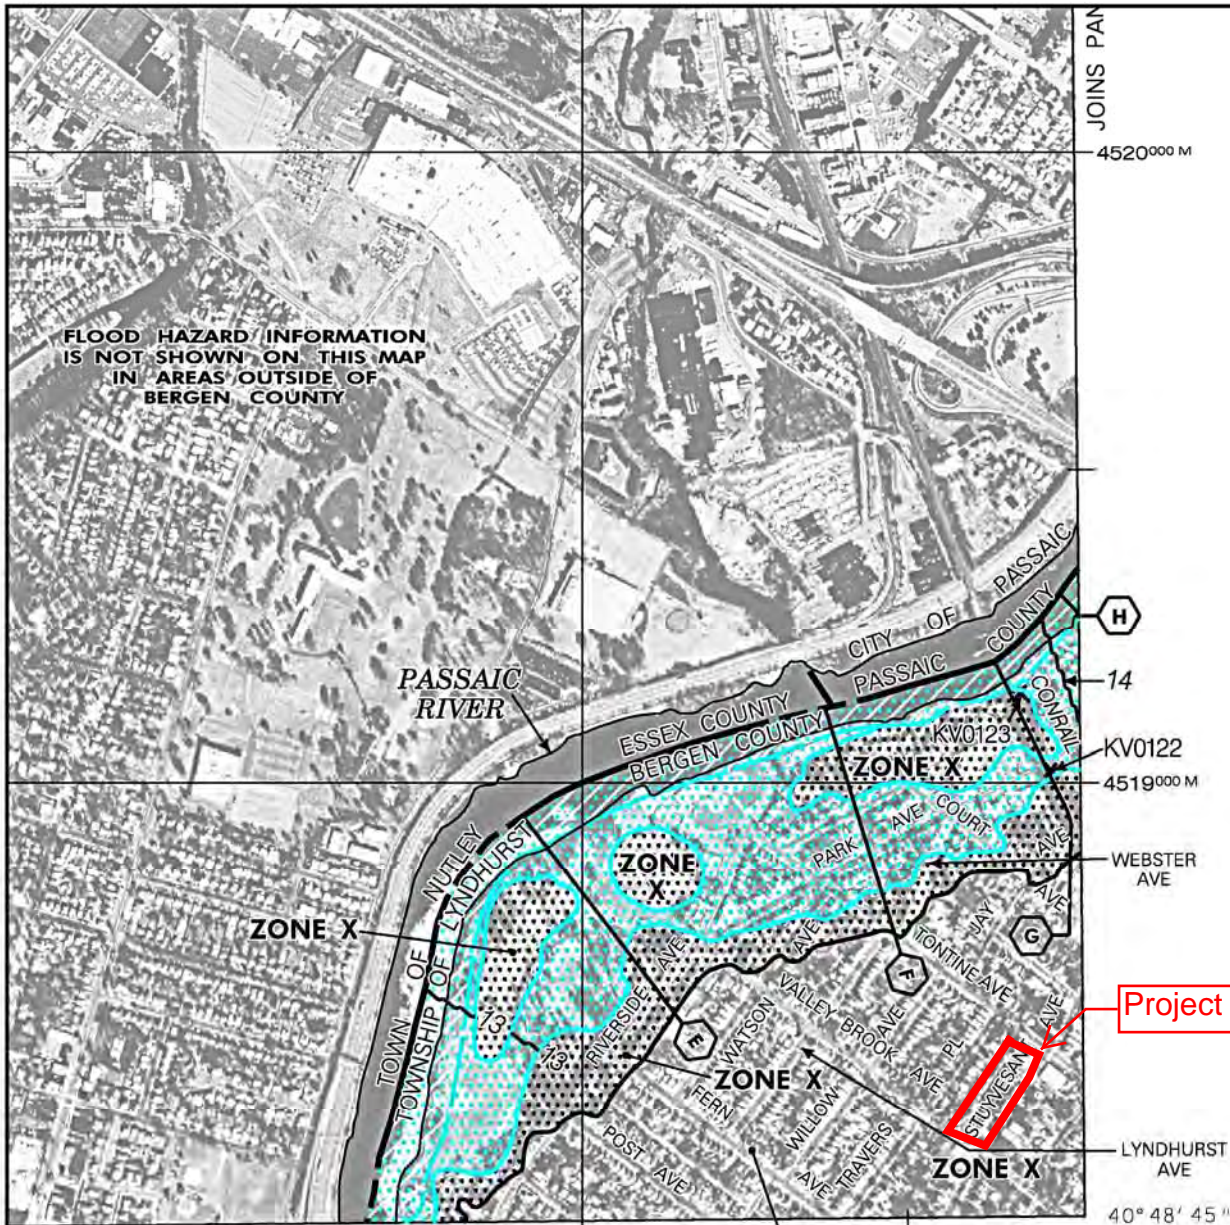 JOINS PAN
4520000 M
FLOOD HAZARD INFORMATION
IS NOT SHOWN ON THIS MAP
IN AREAS OUTSIDE OF
BERGEN COUNTY
CITY OF PASSAIC
PASSAIC COUNTY
H
PASSAIC
RIVER
14
CONRAIL
ESSEX COUNTY
BERGEN COUNTY
KV0123
KV0122
ZONE X
4519000 M
PARK AVE
COURT AVE
WEBSTER
AVE
TOWN OF NUTLEY
TOWNSHIP OF LYNDHURST
ZONE
X
ZONE X
JAY AVE
G
TONTINE AVE
F
RIVERSIDE AVE
VALLEY BROOK AVE
AVE
Project
13
13
E
WATSON AVE
PL
STUYVESANT AVE
ZONE X
FERN AVE
WILLOW
TRAVERS
POST AVE
LYNDHURST
AVE
ZONE X
40° 48' 45"